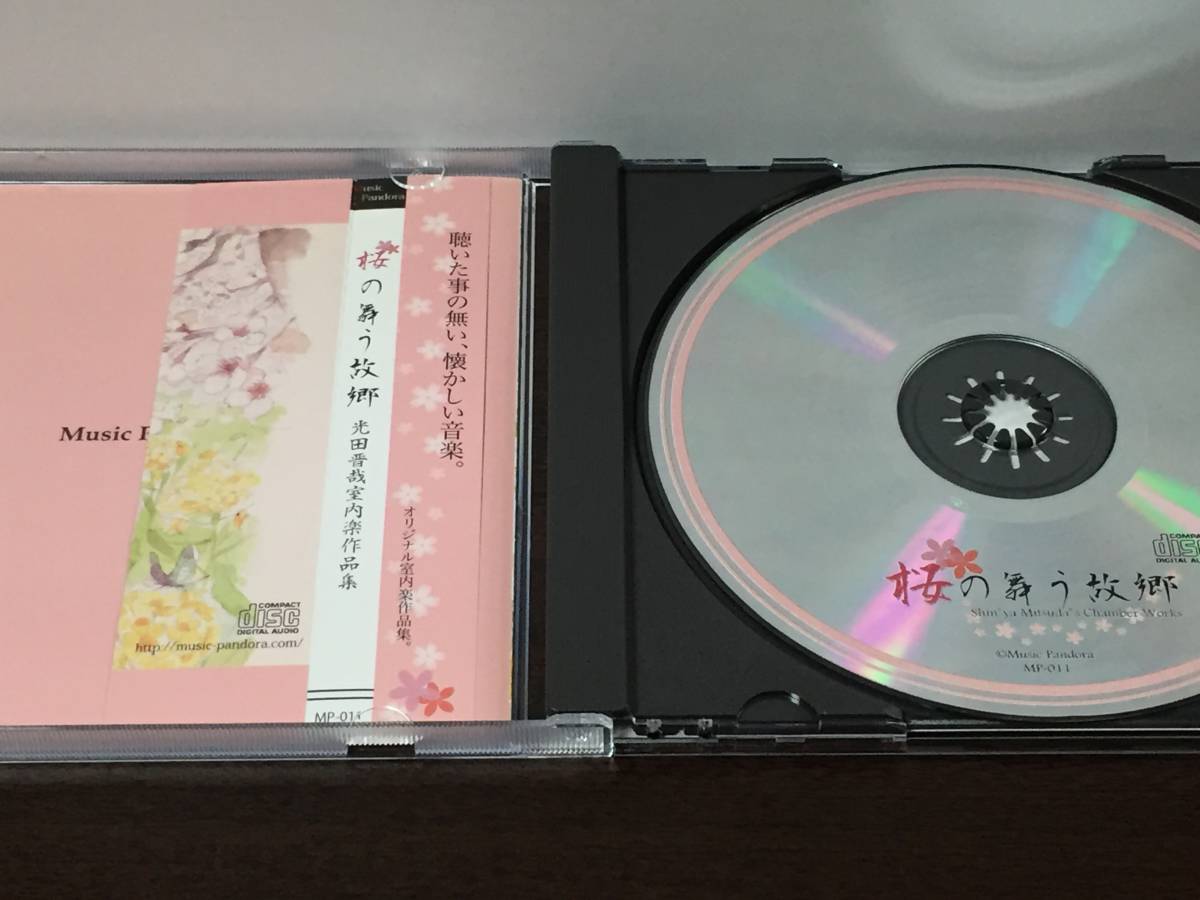 Music
COMPACT
disc
DIGITAL AUDIO
http://music-pandora.com/
usic
Pandora
桜の舞う故郷
光田晋哉室内楽作品集
MP-011
聴いた事の無い、懐かしい音楽。
オリジナル室内楽作品集。
COMPACT
disc
DIGITAL AUDIO
桜の舞う故郷
Shin'ya Mitsuda's Chamber Works
©Music Pandora
MP-011